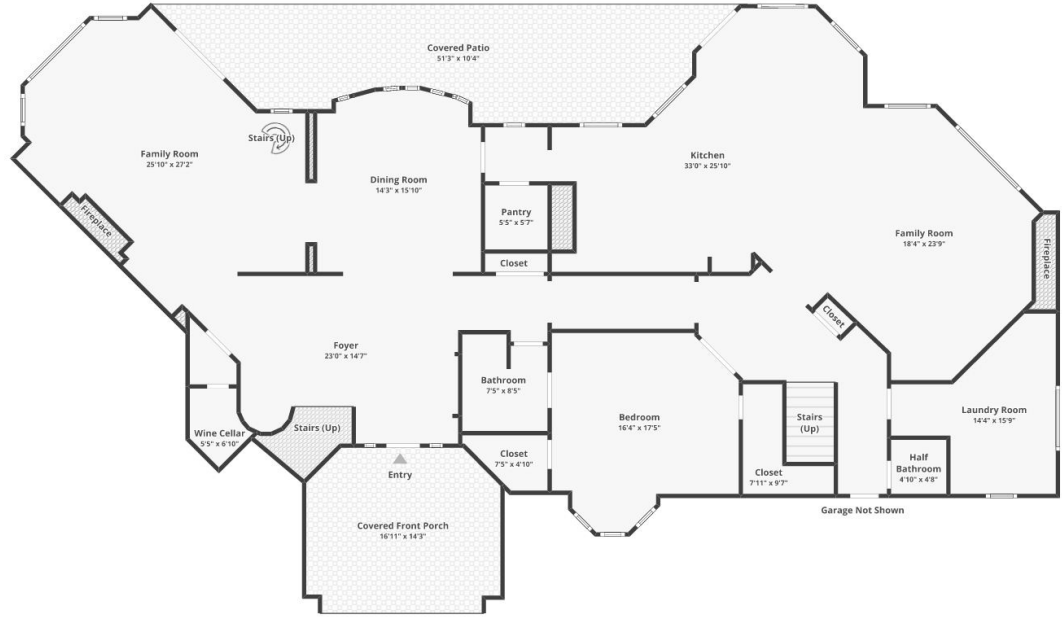 Covered Patio
51'3" x 10'4"
Stairs (Up)
Family Room
25'10" x 27'2"
Kitchen
33'0" x 25'10"
Dining Room
14'3" x 15'10"
Pantry
5'5" x 5'7"
Fireplace
Family Room
18'4" x 23'9"
Fireplace
Closet
Closet
Foyer
23'0" x 14'7"
Bathroom
7'5" x 8'5"
Bedroom
16'4" x 17'5"
Stairs
(Up)
Laundry Room
14'4" x 15'9"
Wine Cellar
5'5" x 6'10"
Stairs (Up)
Closet
7'5" x 4'10"
Entry
Closet
7'11" x 9'7"
Half
Bathroom
4'10" x 4'8"
Garage Not Shown
Covered Front Porch
16'11" x 14'3"